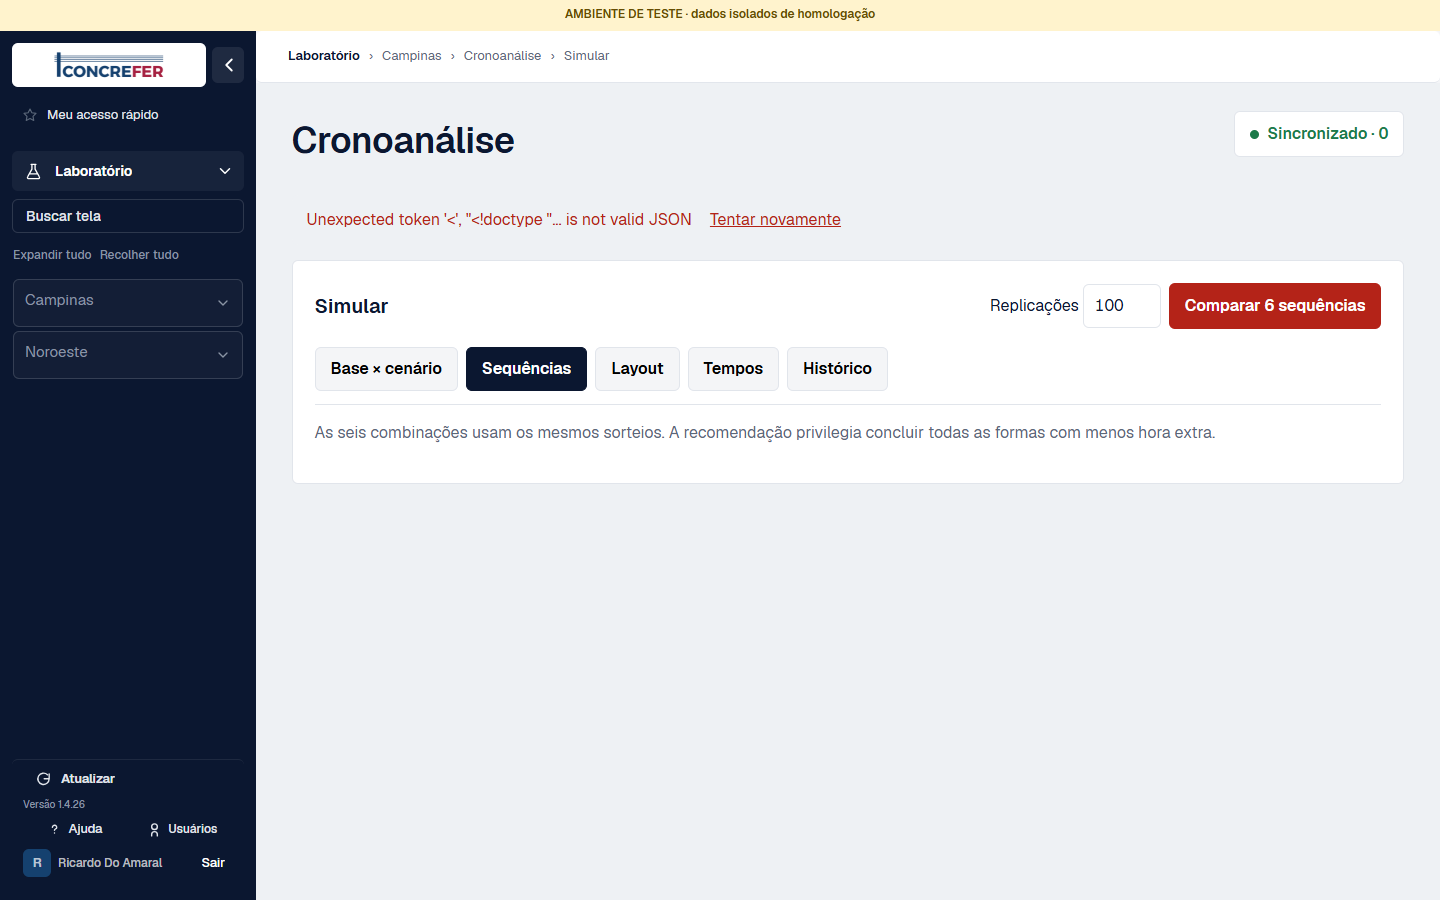 AMBIENTE DE TESTE · dados isolados de homologação
CONCREFER
Laboratório › Campinas › Cronoanálise › Simular
Meu acesso rápido
Cronoanálise
Sincronizado · 0
Laboratório
Buscar tela
Unexpected token '<', "<!doctype "... is not valid JSON Tentar novamente
Expandir tudo Recolher tudo
Campinas
Noroeste
Simular
Replicações 100 Comparar 6 sequências
Base × cenário Sequências Layout Tempos Histórico
As seis combinações usam os mesmos sorteios. A recomendação privilegia concluir todas as formas com menos hora extra.
Atualizar
Versão 1.4.26
? Ajuda Usuários
R Ricardo Do Amaral Sair